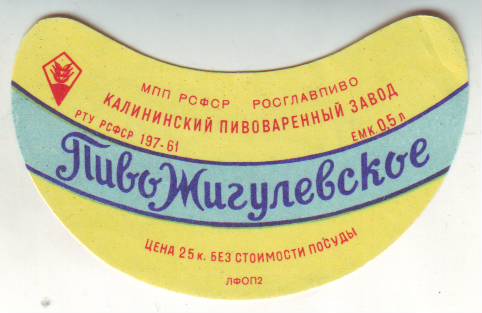 МПП РСФСР РОСГЛАВПИВО
КАЛИНИНСКИЙ ПИВОВАРЕННЫЙ ЗАВОД
РТУ РСФСР 197-61
ЕМК. 0,5 л
Пиво Жигулевское
ЦЕНА 25 к. БЕЗ СТОИМОСТИ ПОСУДЫ
ЛФОП2